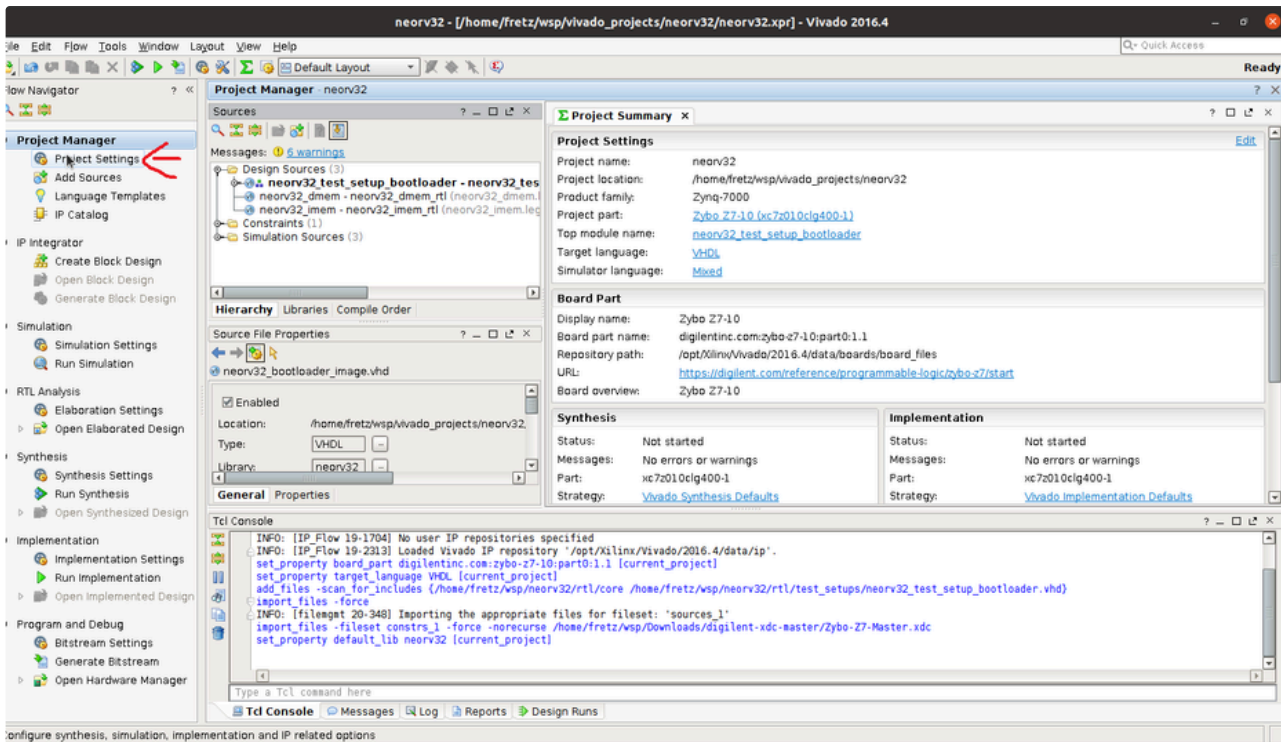 neorv32 - [/home/fretz/wsp/vivado_projects/neorv32/neorv32.xpr] - Vivado 2016.4
ile Edit Flow Tools Window Layout View Help
Q- Quick Access
Default Layout
Ready
low Navigator
Project Manager
Project Settings
Add Sources
Language Templates
IP Catalog
IP Integrator
Create Block Design
Open Block Design
Generate Block Design
Simulation
Simulation Settings
Run Simulation
RTL Analysis
Elaboration Settings
Open Elaborated Design
Synthesis
Synthesis Settings
Run Synthesis
Open Synthesized Design
Implementation
Implementation Settings
Run Implementation
Open Implemented Design
Program and Debug
Bitstream Settings
Generate Bitstream
Open Hardware Manager
Project Manager - neorv32
Sources
Messages: 6 warnings
Design Sources (3)
neorv32_test_setup_bootloader - neorv32_tes
neorv32_dmem - neorv32_dmem_rtl (neorv32_dmem.l
neorv32_imem - neorv32_imem_rtl (neorv32_imem.leg
Constraints (1)
Simulation Sources (3)
Hierarchy Libraries Compile Order
Source File Properties
neorv32_bootloader_image.vhd
Enabled
Location: /home/fretz/wsp/vivado_projects/neorv32
Type: VHDL
Library: neorv32
General Properties
Σ Project Summary ×
Project Settings
Edit
Project name: neorv32
Project location: /home/fretz/wsp/vivado_projects/neorv32
Product family: Zynq-7000
Project part: Zybo Z7-10 (xc7z010clg400-1)
Top module name: neorv32_test_setup_bootloader
Target language: VHDL
Simulator language: Mixed
Board Part
Display name: Zybo Z7-10
Board part name: digilentinc.com:zybo-z7-10:part0:1.1
Repository path: /opt/Xilinx/Vivado/2016.4/data/boards/board_files
URL: https://digilent.com/reference/programmable-logic/zybo-z7/start
Board overview: Zybo Z7-10
Synthesis
Status: Not started
Messages: No errors or warnings
Part: xc7z010clg400-1
Strategy: Vivado Synthesis Defaults
Implementation
Status: Not started
Messages: No errors or warnings
Part: xc7z010clg400-1
Strategy: Vivado Implementation Defaults
Tcl Console
INFO: [IP_Flow 19-1704] No user IP repositories specified
INFO: [IP_Flow 19-2313] Loaded Vivado IP repository '/opt/Xilinx/Vivado/2016.4/data/ip'.
set_property board_part digilentinc.com:zybo-z7-10:part0:1.1 [current_project]
set_property target_language VHDL [current_project]
add_files -scan_for_includes {/home/fretz/wsp/neorv32/rtl/core /home/fretz/wsp/neorv32/rtl/test_setups/neorv32_test_setup_bootloader.vhd}
import_files -force
INFO: [filemgmt 20-348] Importing the appropriate files for fileset: 'sources_1'
import_files -fileset constrs_1 -force -norecurse /home/fretz/wsp/Downloads/digilent-xdc-master/Zybo-Z7-Master.xdc
set_property default_lib neorv32 [current_project]
Type a Tcl command here
Tcl Console Messages Log Reports Design Runs
onfigure synthesis, simulation, implementation and IP related options